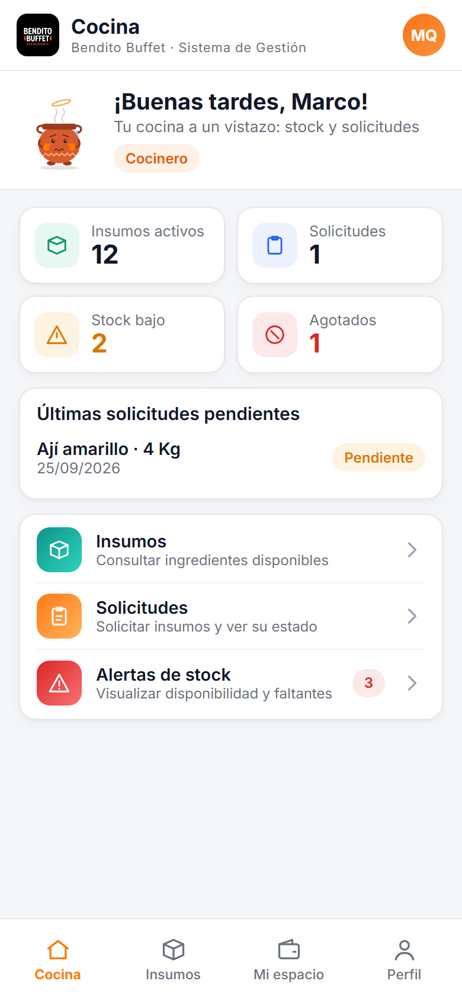 BENDITO
BUFFET
RESTAURANTE
Cocina
Bendito Buffet · Sistema de Gestión
MQ
¡Buenas tardes, Marco!
Tu cocina a un vistazo: stock y solicitudes
Cocinero
Insumos activos
12
Solicitudes
1
Stock bajo
2
Agotados
1
Últimas solicitudes pendientes
Ají amarillo · 4 Kg
25/09/2026
Pendiente
Insumos
Consultar ingredientes disponibles
Solicitudes
Solicitar insumos y ver su estado
Alertas de stock
Visualizar disponibilidad y faltantes
3
Cocina
Insumos
Mi espacio
Perfil